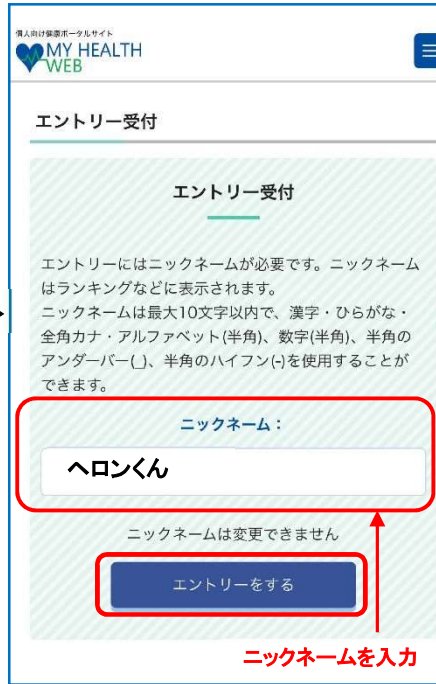 個人向け健康ポータルサイト
MY HEALTH
WEB
エントリー受付
エントリー受付
エントリーにはニックネームが必要です。ニックネーム
はランキングなどに表示されます。
ニックネームは最大10文字以内で、漢字・ひらがな・
全角カナ・アルファベット(半角)、数字(半角)、半角の
アンダーバー(_)、半角のハイフン(-)を使用することが
できます。
ニックネーム：
ヘロンくん
ニックネームは変更できません
エントリーをする
ニックネームを入力